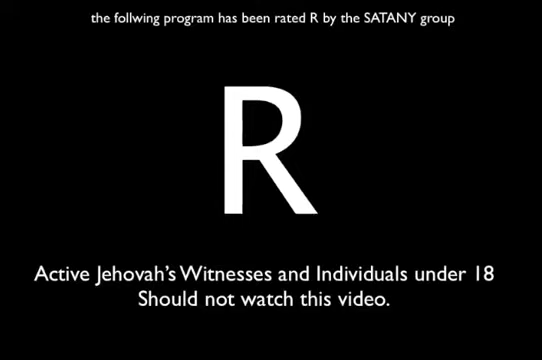 the follwing program has been rated R by the SATANY group
R
Active Jehovah's Witnesses and Individuals under 18
Should not watch this video.